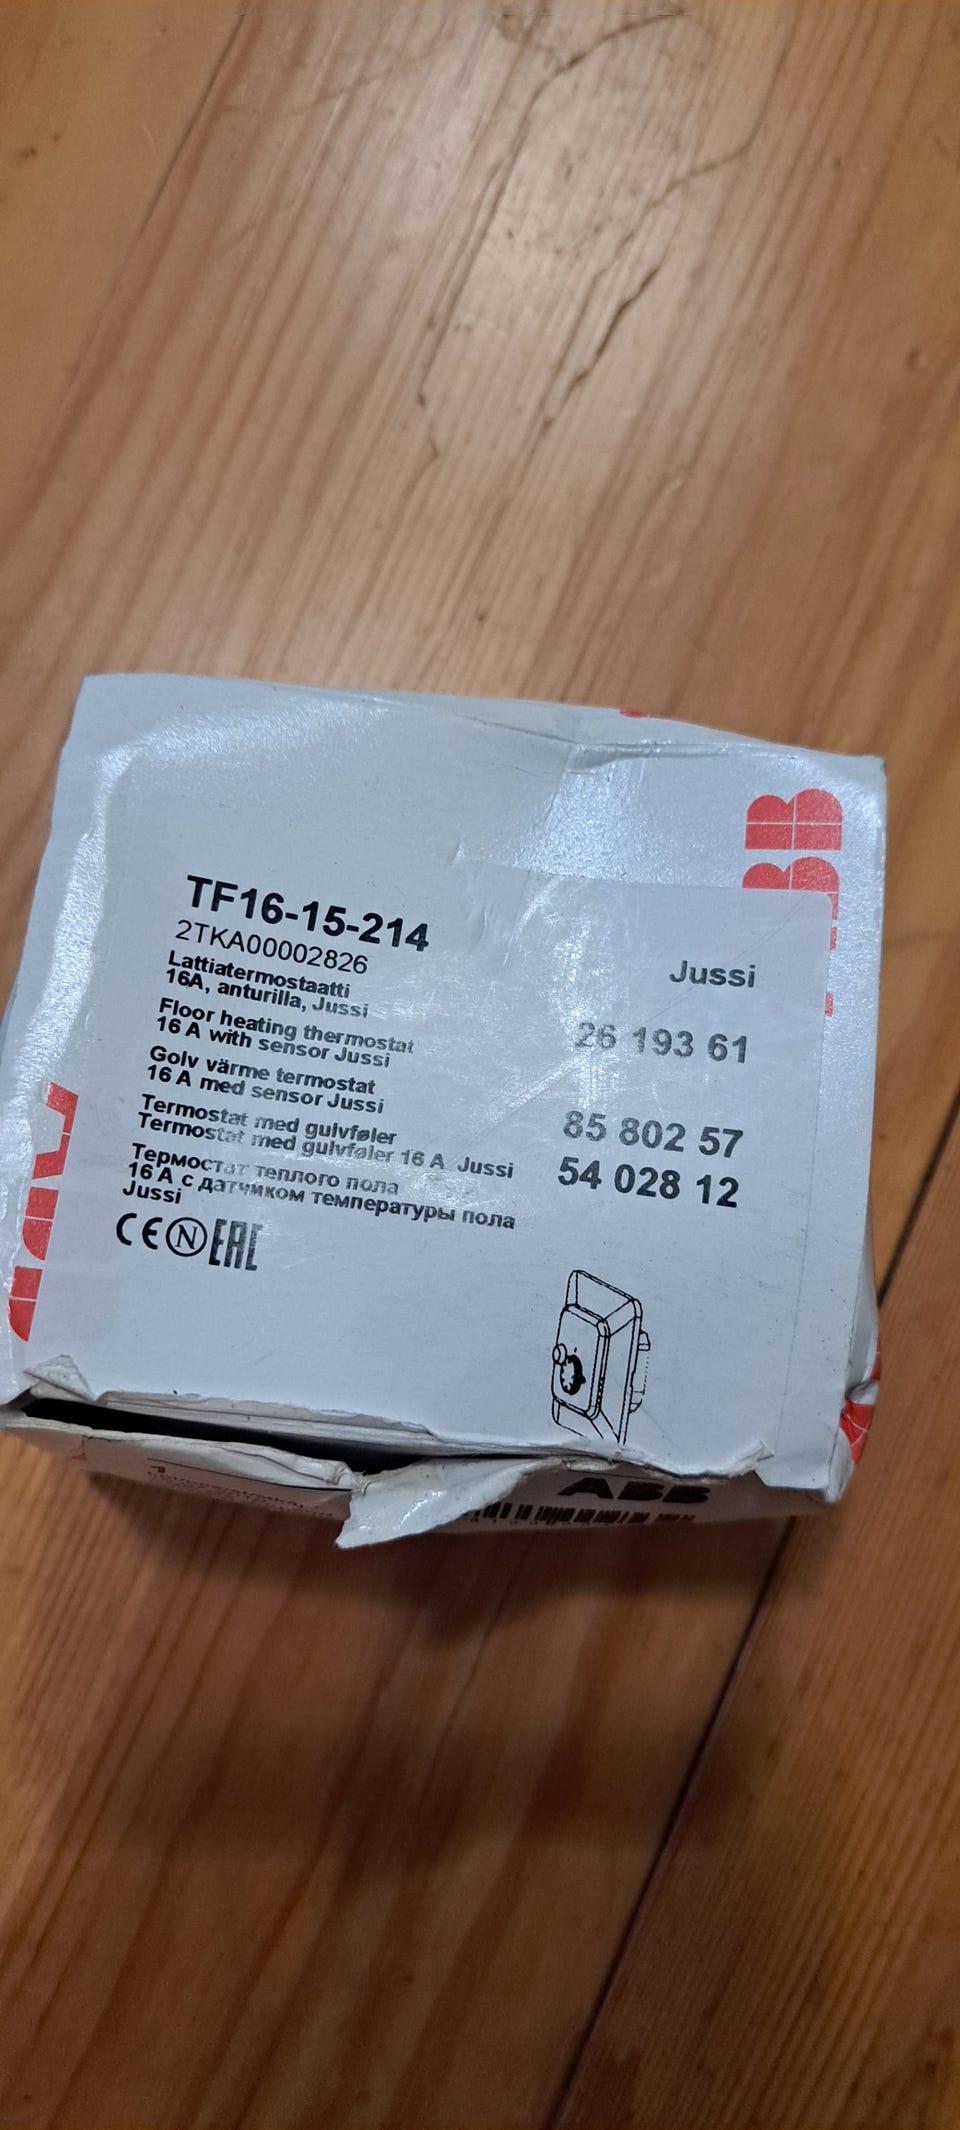 TF16-15-214
2TKA00002826
Lattiatermostaatti
16A, anturilla, Jussi
Jussi
Floor heating thermostat
16 A with sensor Jussi
26 193 61
Golv värme termostat
16 A med sensor Jussi
Termostat med gulvføler
85 802 57
Termostat med gulvføler 16 A Jussi
54 028 12
Термостат теплого пола
16 А с датчиком температуры пола
Jussi
CE N EAC
ABB